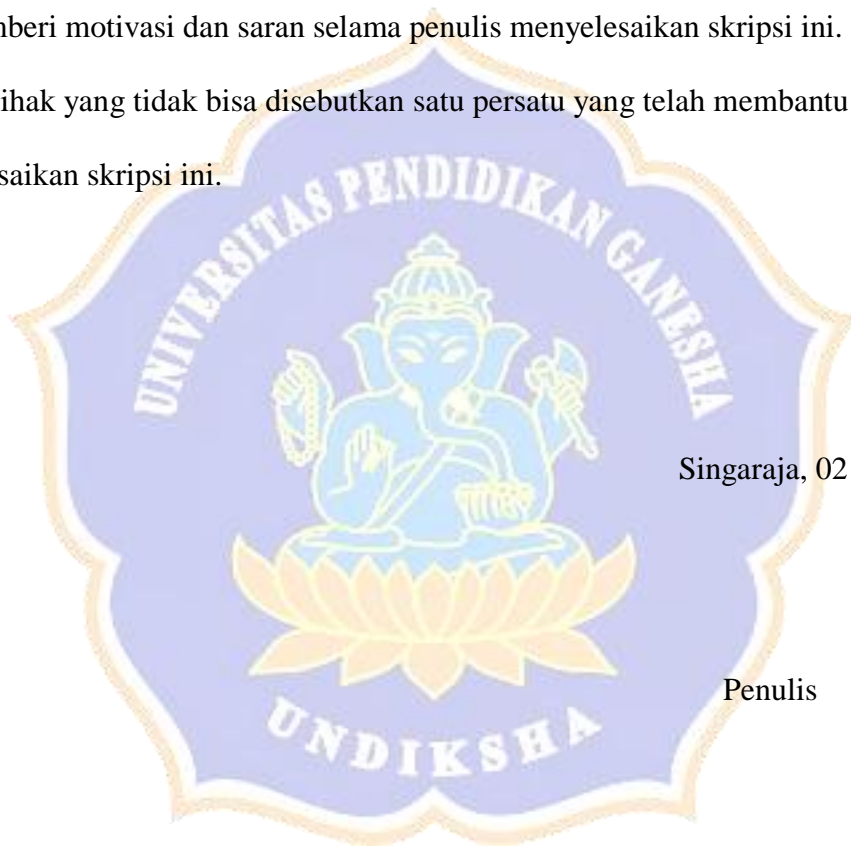 nberi motivasi dan saran selama penulis menyelesaikan skripsi ini.
ihak yang tidak bisa disebutkan satu persatu yang telah membantu
saikan skripsi ini.
UNIVERSITAS PENDIDIKAN GANESHA
Singaraja, 02
Penulis
UNDIKSHA